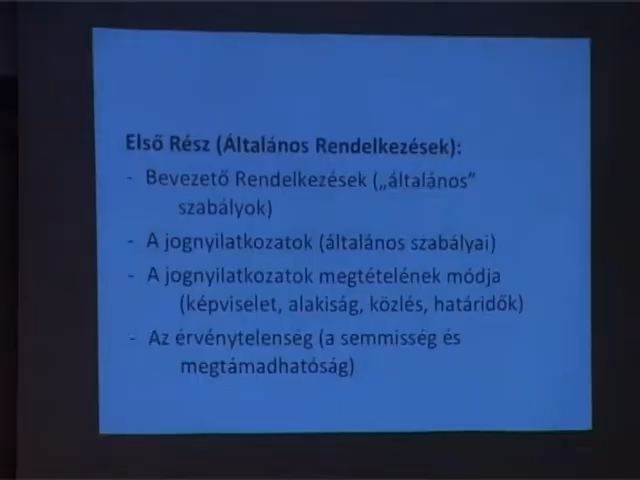 Első Rész (Általános Rendelkezések):
- Bevezető Rendelkezések („általános"
szabályok)
- A jognyilatkozatok (általános szabályai)
- A jognyilatkozatok megtételének módja
(képviselet, alakiság, közlés, határidők)
- Az érvénytelenség (a semmisség és
megtámadhatóság)